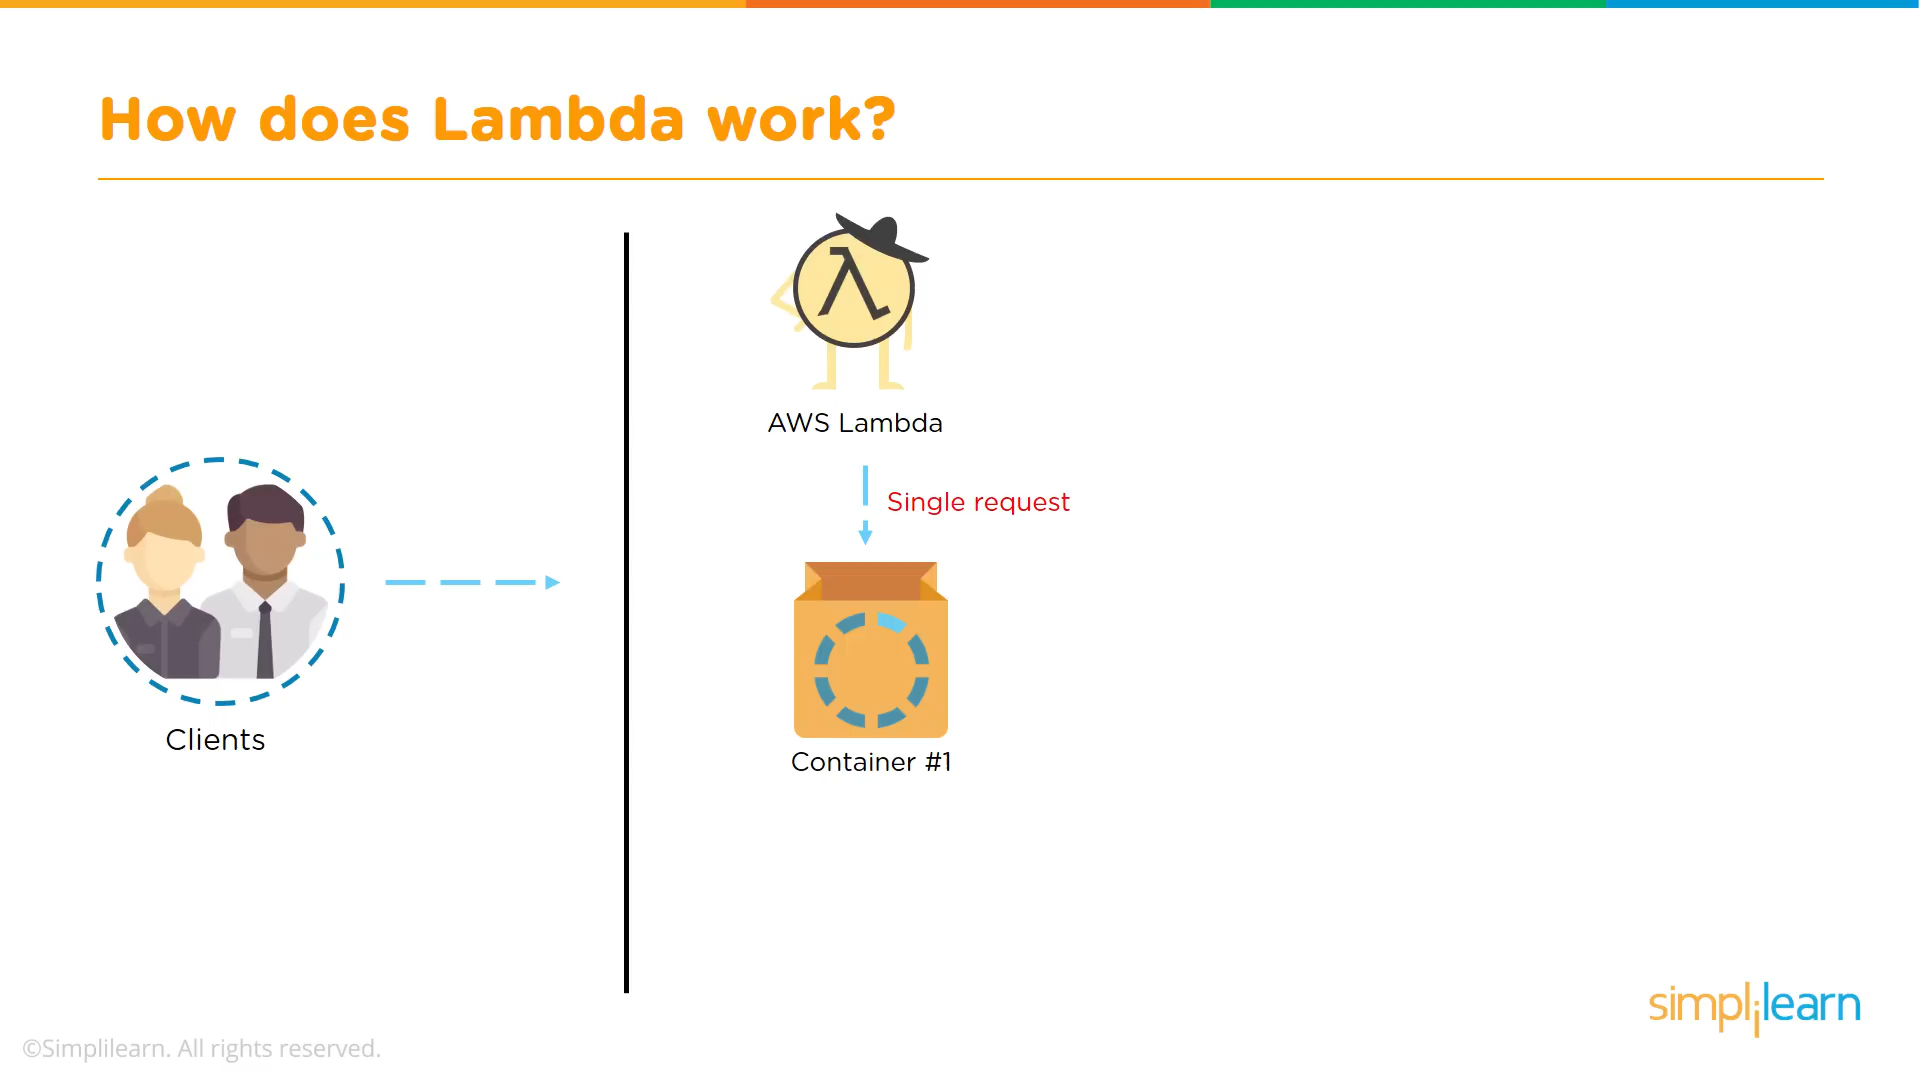 How does Lambda work?
AWS Lambda
Single request
Clients
Container #1
simplilearn
©Simplilearn. All rights reserved.